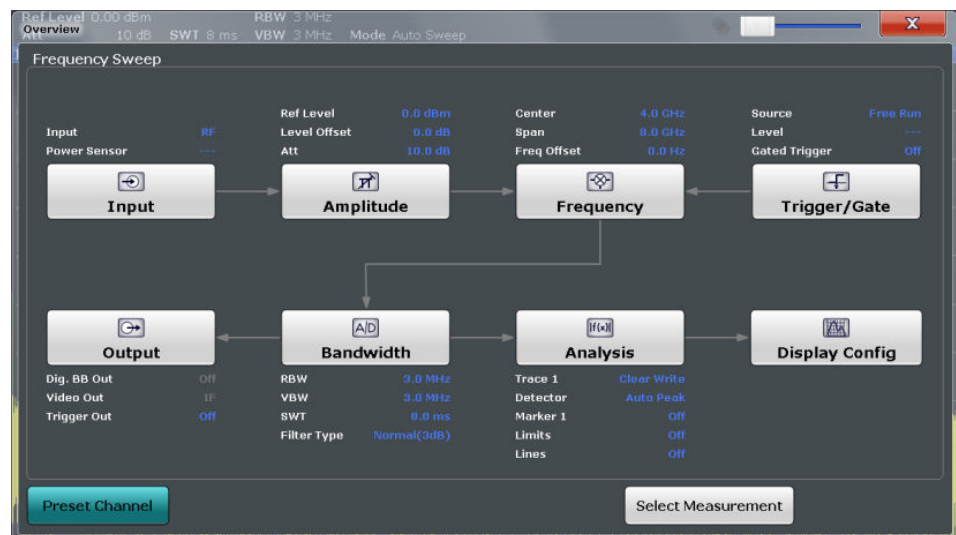 Ref Level 0.00 dBm RBW 3 MHz
Overview
Att 10 dB SWT 8 ms VBW 3 MHz Mode Auto Sweep
X
Frequency Sweep
Input RF
Power Sensor ---
Ref Level 0.0 dBm
Level Offset 0.0 dB
Att 10.0 dB
Center 4.0 GHz
Span 8.0 GHz
Freq Offset 0.0 Hz
Source Free Run
Level ---
Gated Trigger Off
Input
Amplitude
Frequency
Trigger/Gate
A/D
|f(x)|
Output
Bandwidth
Analysis
Display Config
Dig. BB Out Off
Video Out IF
Trigger Out Off
RBW 3.0 MHz
VBW 3.0 MHz
SWT 8.0 ms
Filter Type Normal(3dB)
Trace 1 Clear Write
Detector Auto Peak
Marker 1 Off
Limits Off
Lines Off
Preset Channel
Select Measurement